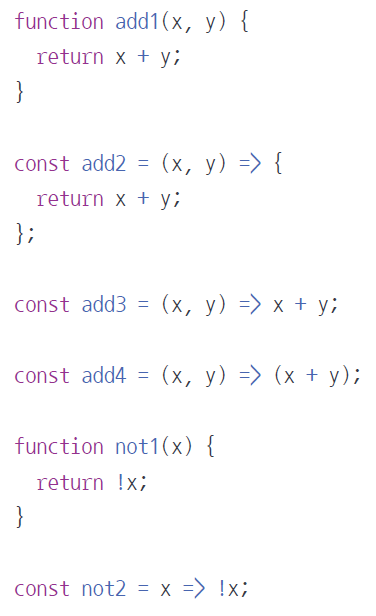 function add1(x, y) {
  return x + y;
}

const add2 = (x, y) => {
  return x + y;
};

const add3 = (x, y) => x + y;

const add4 = (x, y) => (x + y);

function not1(x) {
  return !x;
}

const not2 = x => !x;